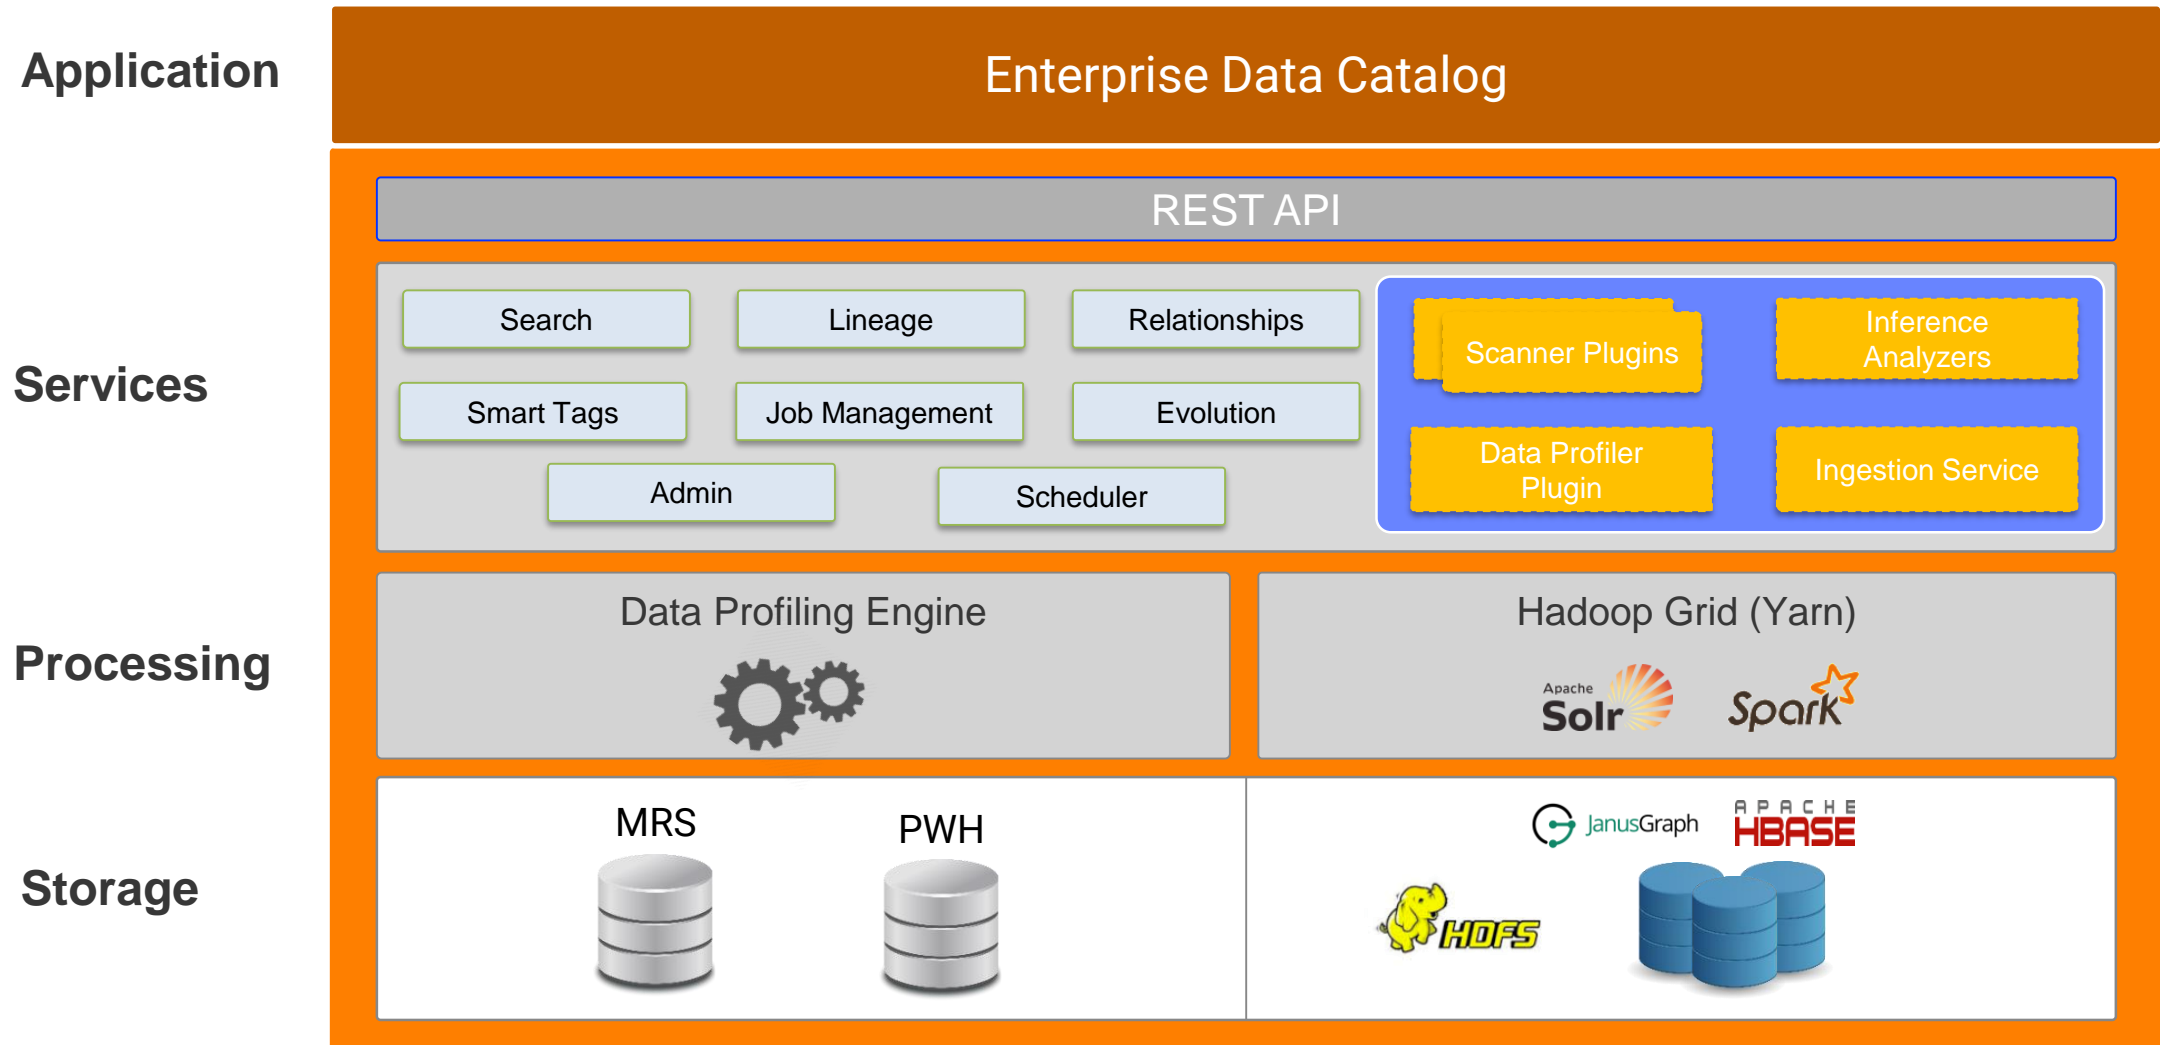 Application
Enterprise Data Catalog
REST API
Services
Search
Lineage
Relationships
Smart Tags
Job Management
Evolution
Admin
Scheduler
Scanner Plugins
Inference
Analyzers
Data Profiler
Plugin
Ingestion Service
Processing
Data Profiling Engine
Hadoop Grid (Yarn)
Apache
Solr
Spark
Storage
MRS
PWH
JanusGraph
APACHE
HBASE
HDFS